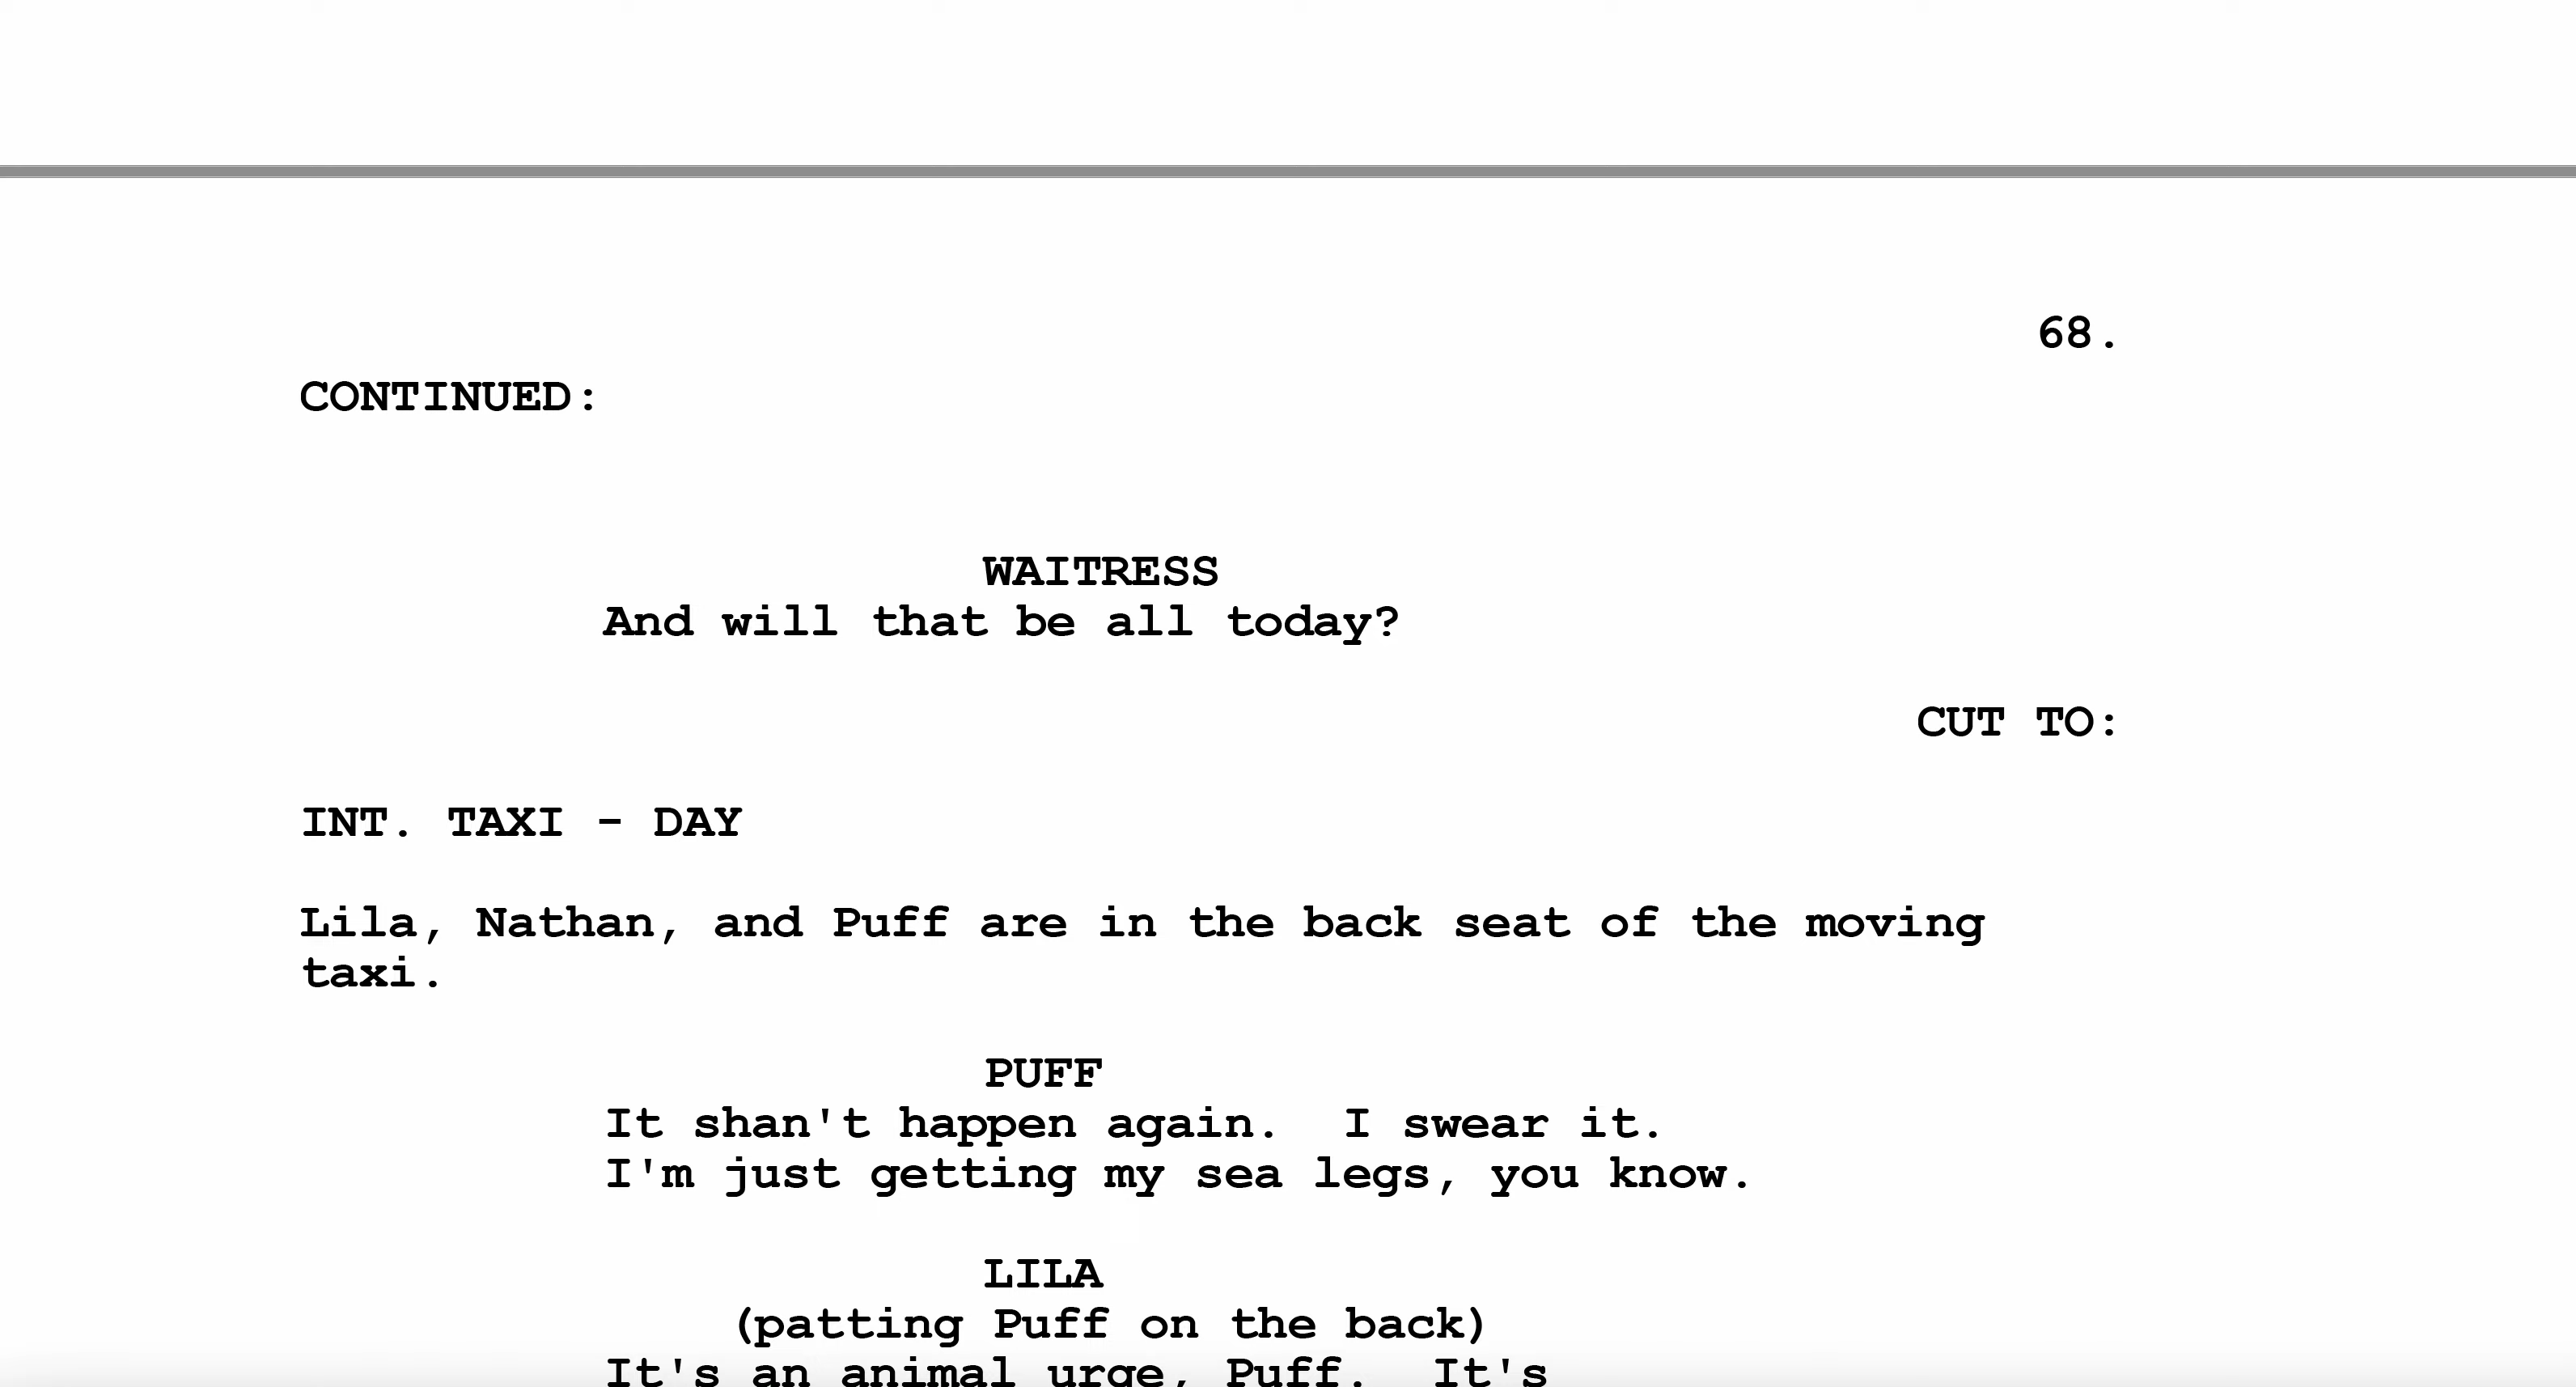 68.
CONTINUED:
WAITRESS
And will that be all today?
CUT TO:
INT. TAXI - DAY
Lila, Nathan, and Puff are in the back seat of the moving
taxi.
PUFF
It shan't happen again.  I swear it.
I'm just getting my sea legs, you know.
LILA
(patting Puff on the back)
It's an animal urge, Puff.  It's